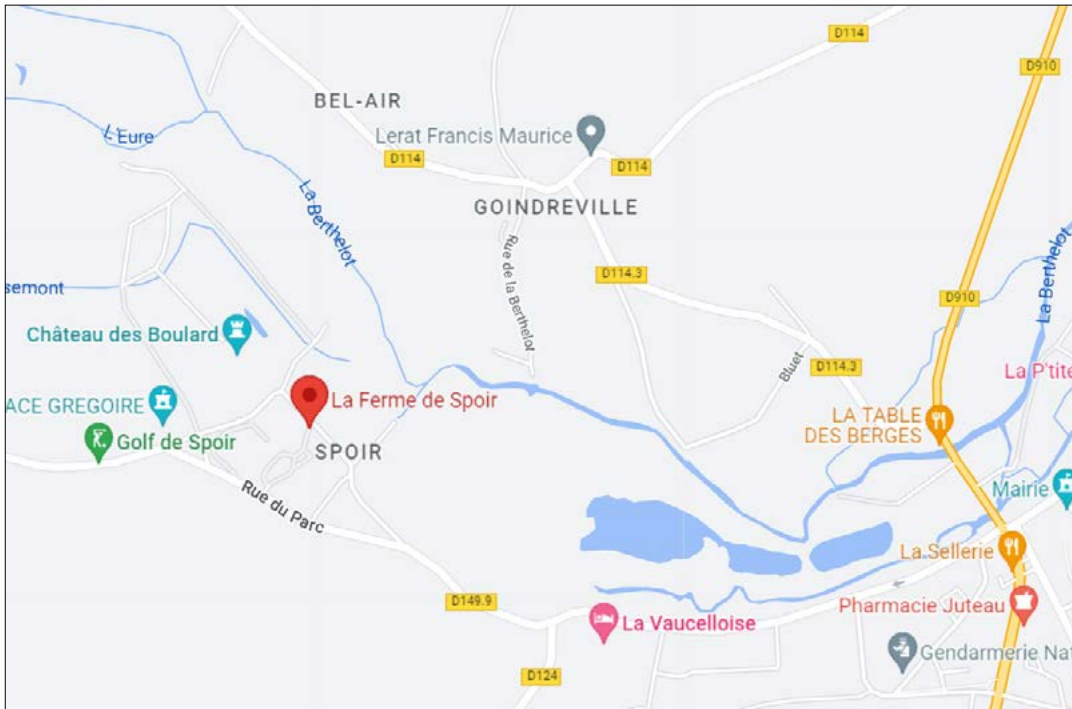 D114
D910
BEL-AIR
L'Eure
Lerat Francis Maurice
D114
D114
La Berthelot
GOINDREVILLE
La Berthelot
Rue de la Berthelot
D114.3
semont
D910
Château des Boulard
Bluet
D114.3
La P'tite
ACE GREGOIRE
La Ferme de Spoir
LA TABLE
DES BERGES
Golf de Spoir
SPOIR
Rue du Parc
Mairie
La Sellerie
D149.9
Pharmacie Juteau
La Vaucelloise
Gendarmerie Nat
D124